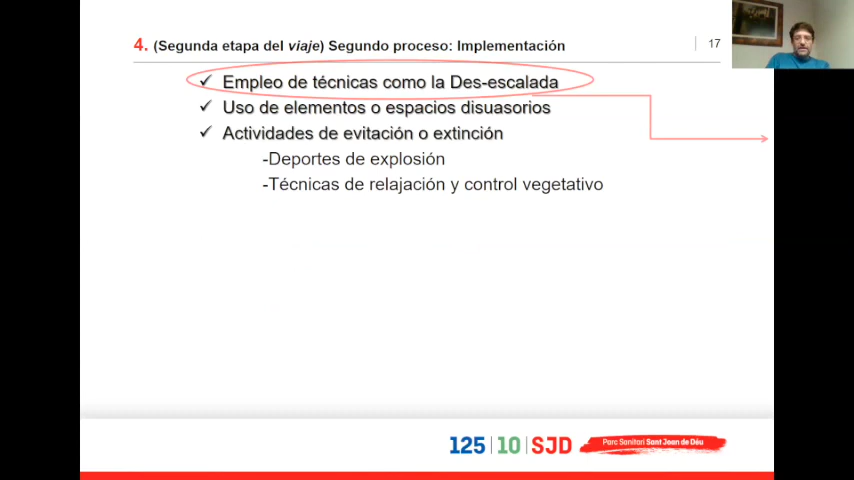 4. (Segunda etapa del viaje) Segundo proceso: Implementación
17
✓ Empleo de técnicas como la Des-escalada
✓ Uso de elementos o espacios disuasorios
✓ Actividades de evitación o extinción
-Deportes de explosión
-Técnicas de relajación y control vegetativo
125|10|SJD Parc Sanitari Sant Joan de Déu